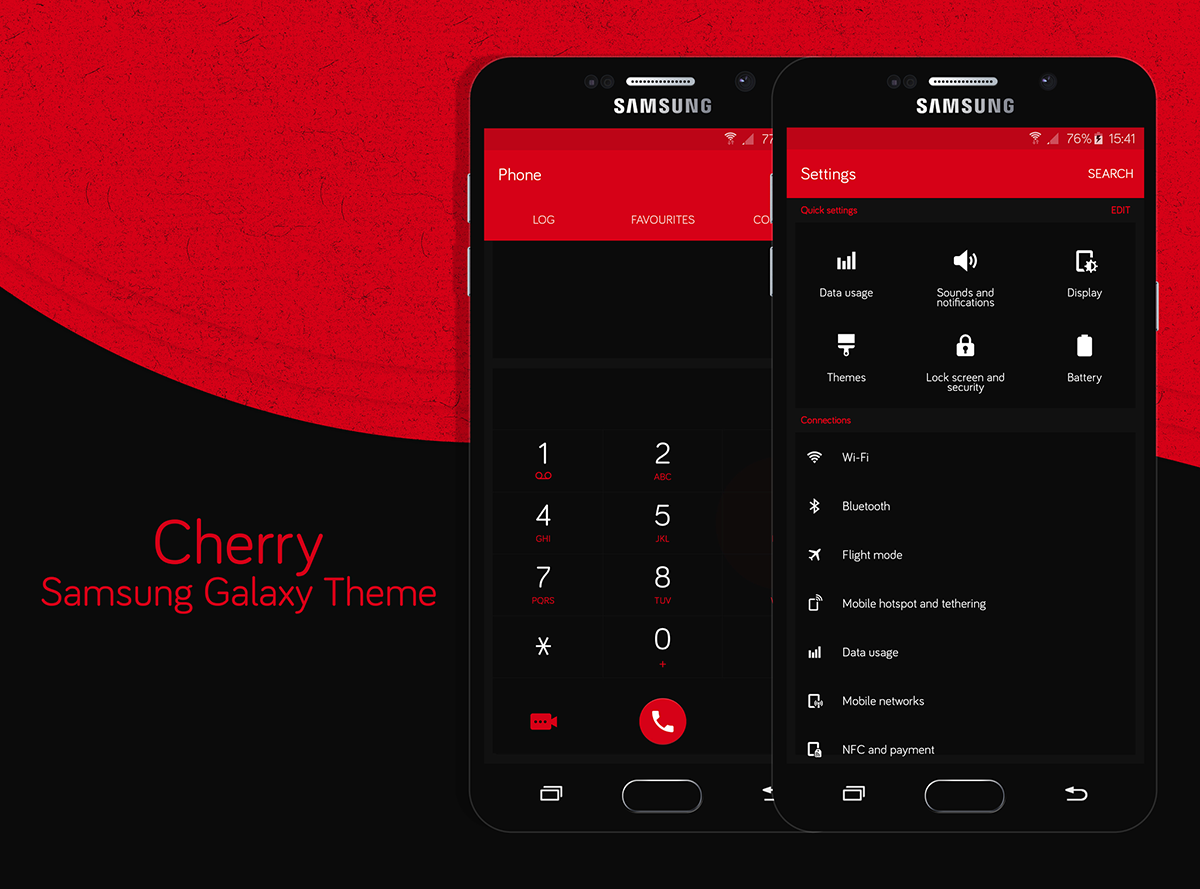 Cherry
Samsung Galaxy Theme
SAMSUNG
77
Phone
LOG FAVOURITES CO
1 2
ABC
4 5
GHI JKL
7 8
PQRS TUV
* 0
+
SAMSUNG
76% 15:41
Settings SEARCH
Quick settings EDIT
Data usage
Sounds and
notifications
Display
Themes
Lock screen and
security
Battery
Connections
Wi-Fi
Bluetooth
Flight mode
Mobile hotspot and tethering
Data usage
Mobile networks
NFC and payment